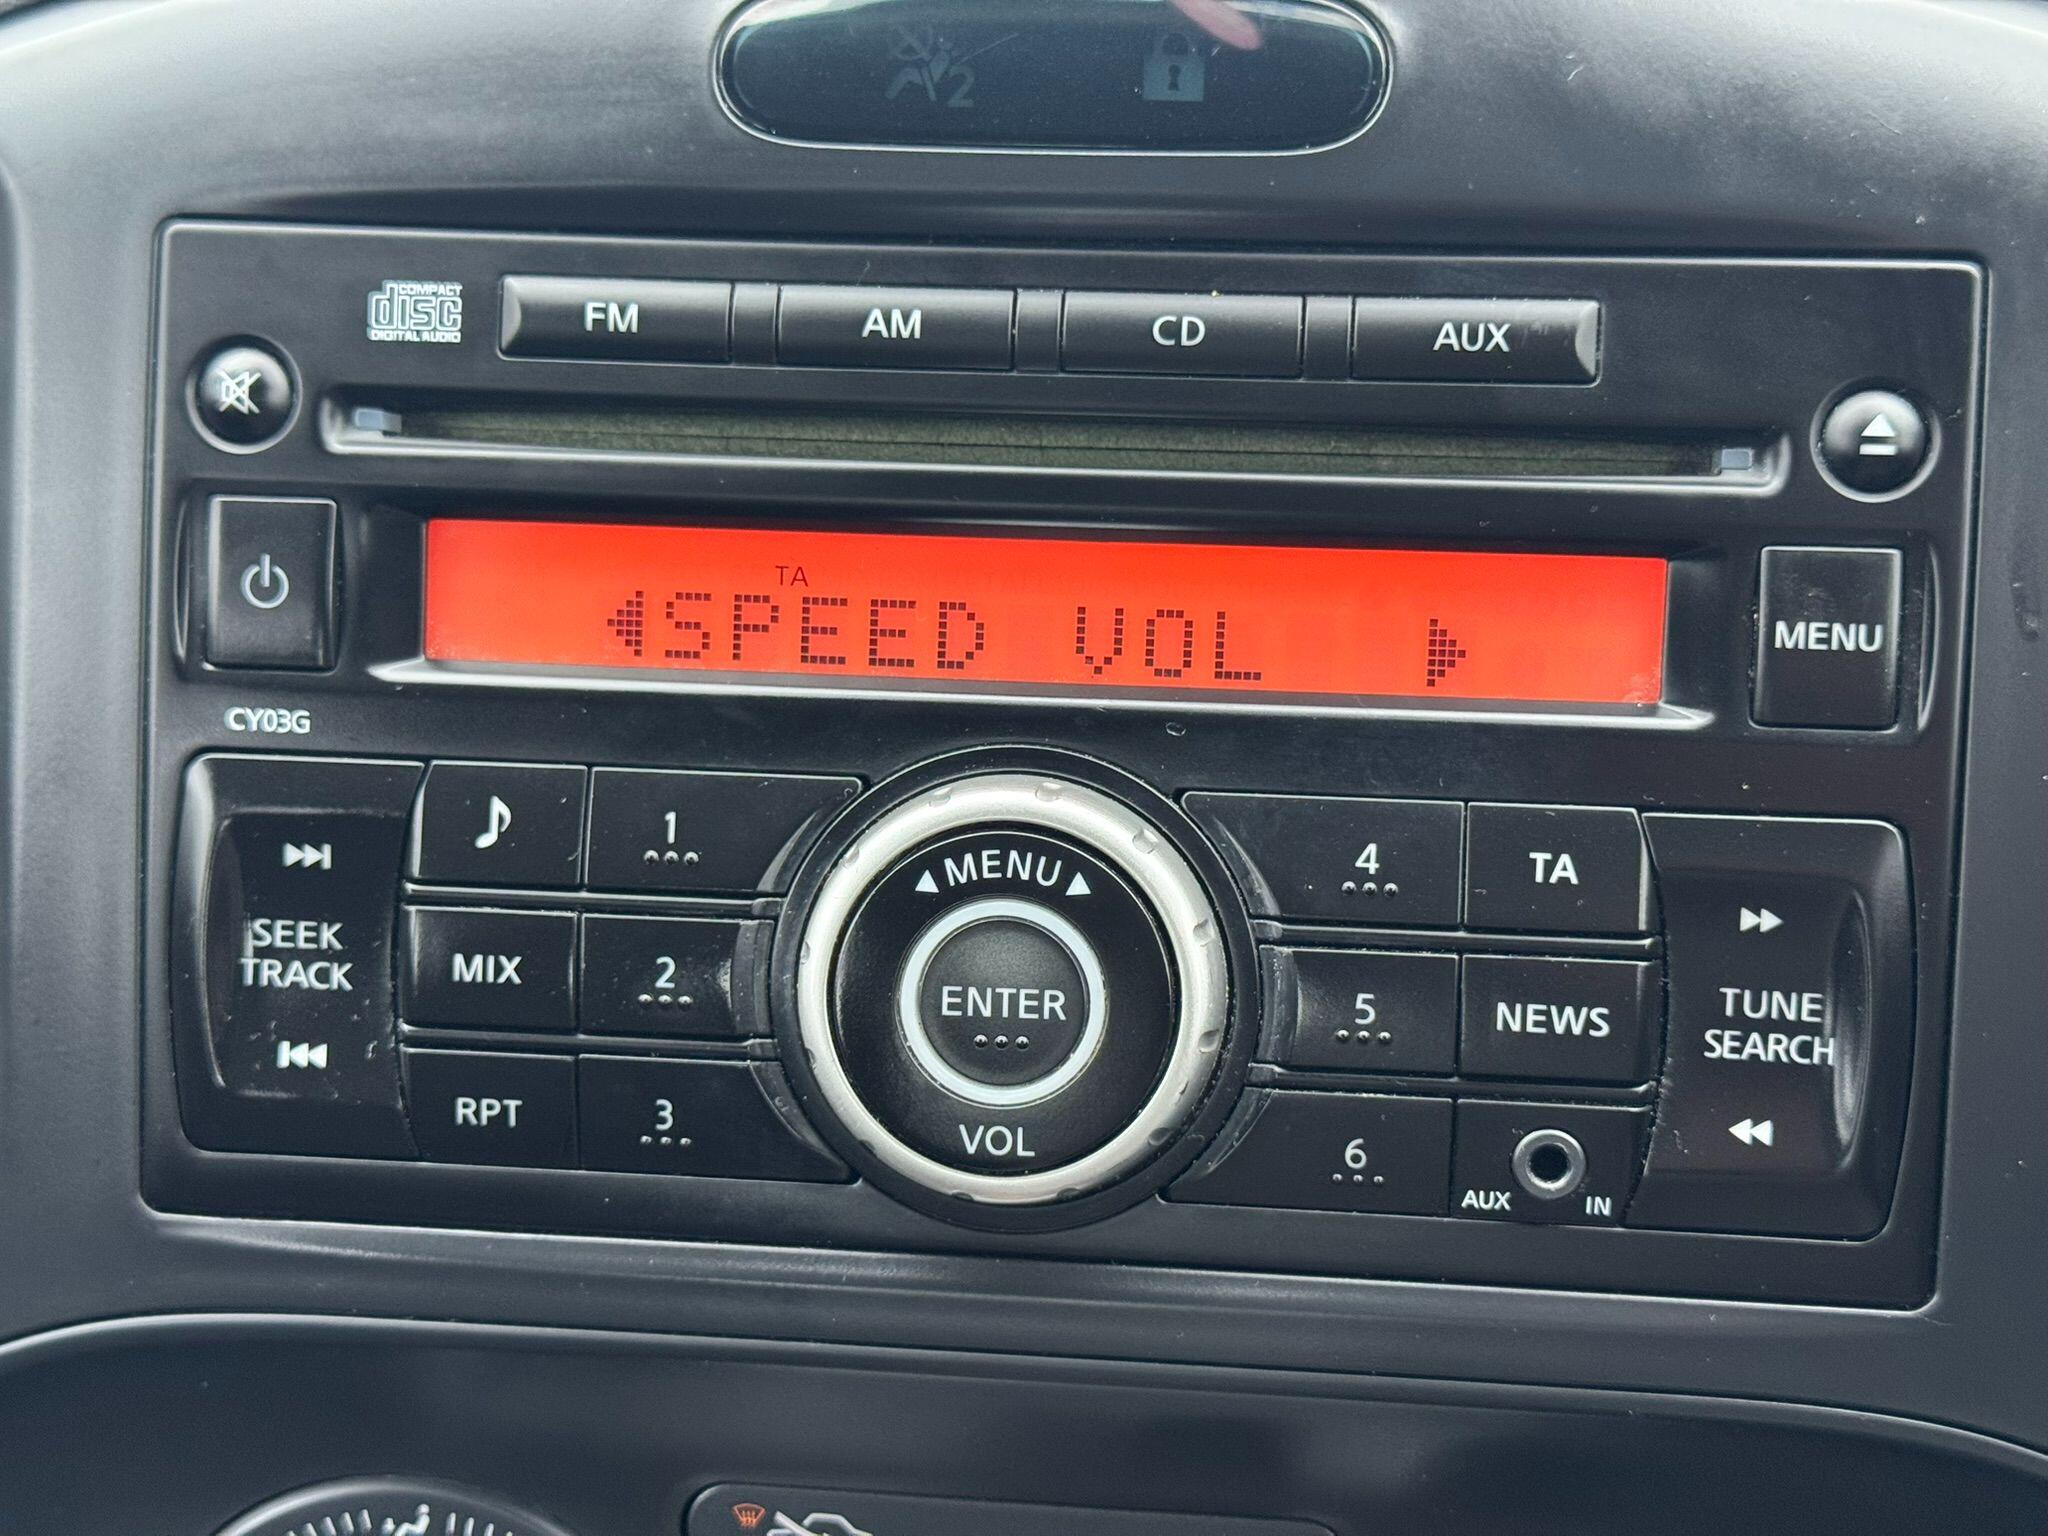 2
COMPACT
disc
DIGITAL AUDIO
FM
AM
CD
AUX
TA
SPEED VOL
MENU
CY03G
1
4
TA
MENU
SEEK
TRACK
MIX
2
ENTER
5
NEWS
TUNE
SEARCH
RPT
3
VOL
6
AUX
IN